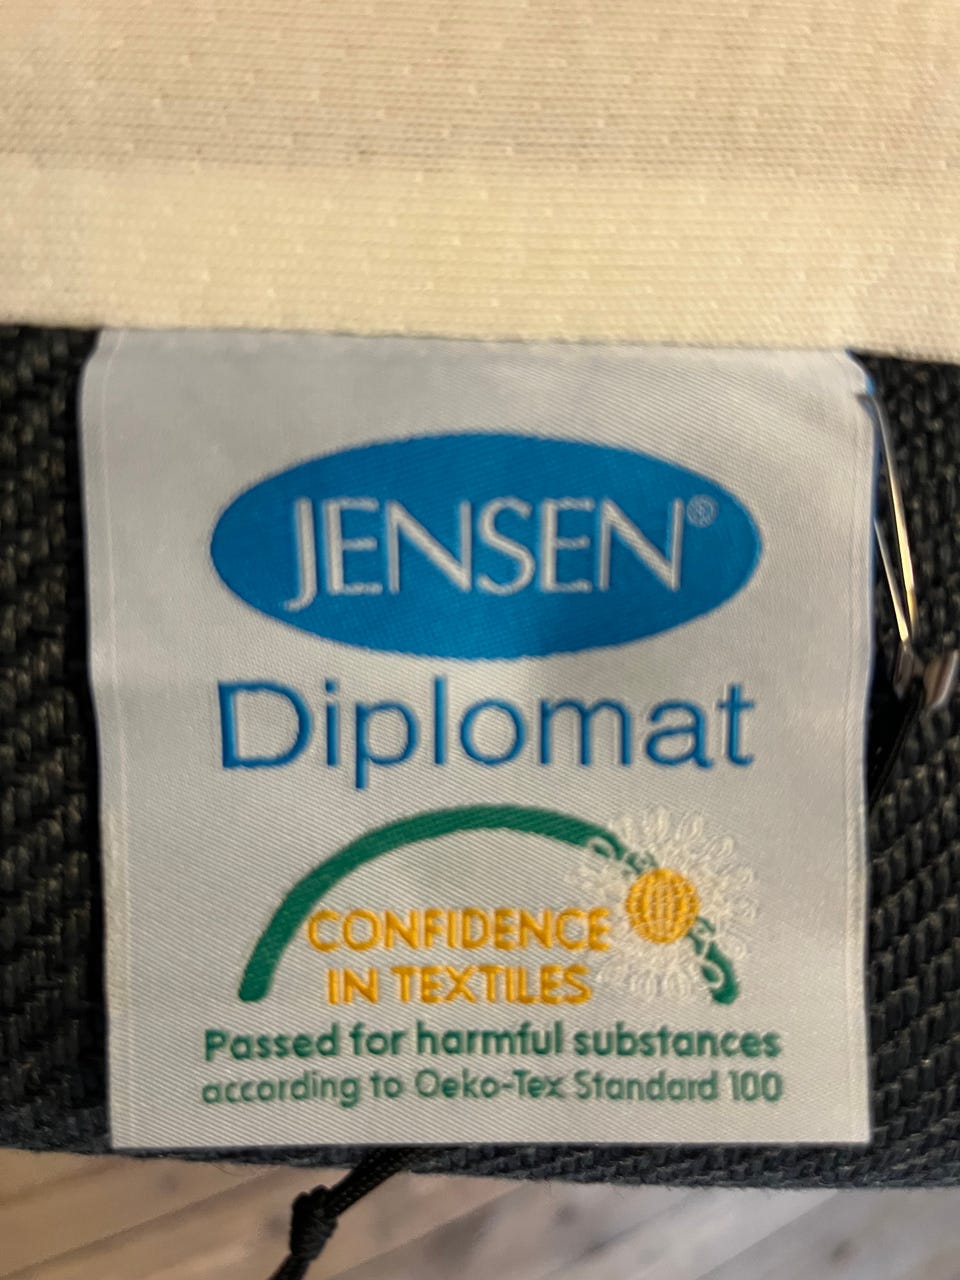 JENSEN®
Diplomat
CONFIDENCE
IN TEXTILES
Passed for harmful substances
according to Oeko-Tex Standard 100